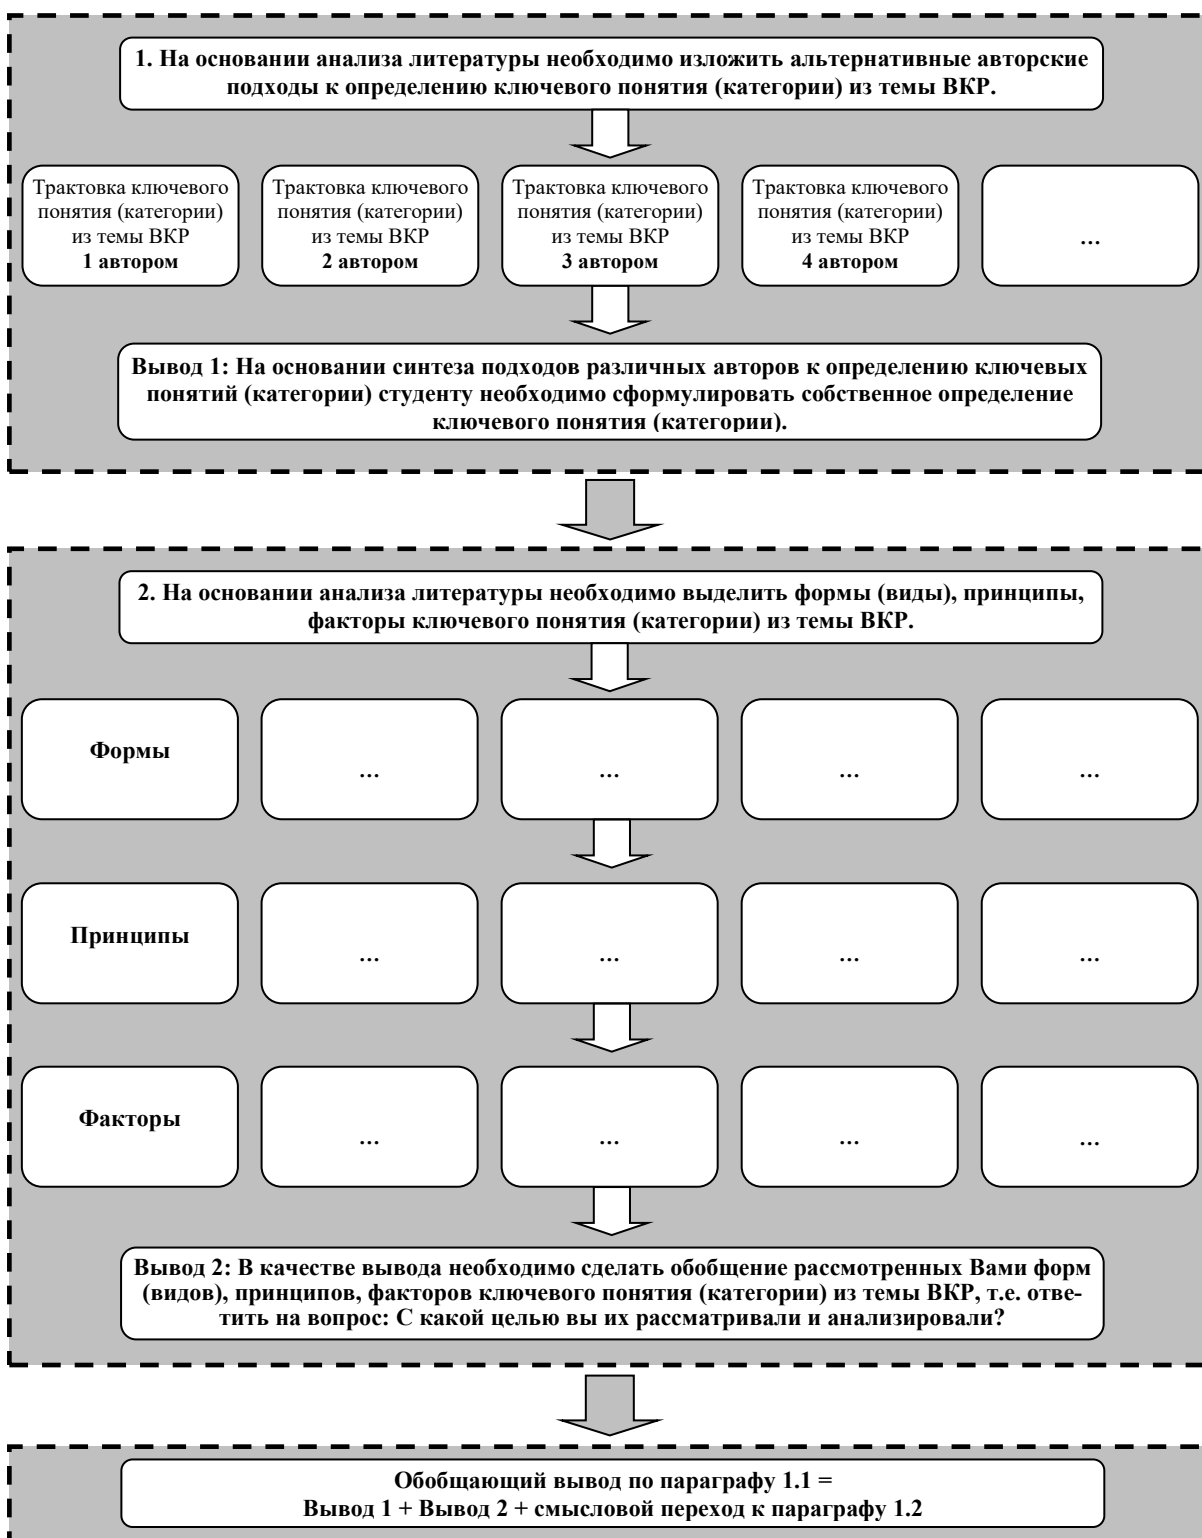 1. На основании анализа литературы необходимо изложить альтернативные авторские
подходы к определению ключевого понятия (категории) из темы ВКР.
Трактовка ключевого
понятия (категории)
из темы ВКР
1 автором
Трактовка ключевого
понятия (категории)
из темы ВКР
2 автором
Трактовка ключевого
понятия (категории)
из темы ВКР
3 автором
Трактовка ключевого
понятия (категории)
из темы ВКР
4 автором
...
Вывод 1: На основании синтеза подходов различных авторов к определению ключевых
понятий (категории) студенту необходимо сформулировать собственное определение
ключевого понятия (категории).
2. На основании анализа литературы необходимо выделить формы (виды), принципы,
факторы ключевого понятия (категории) из темы ВКР.
Формы
...
...
...
...
Принципы
...
...
...
...
Факторы
...
...
...
...
Вывод 2: В качестве вывода необходимо сделать обобщение рассмотренных Вами форм
(видов), принципов, факторов ключевого понятия (категории) из темы ВКР, т.е. отве-
тить на вопрос: С какой целью вы их рассматривали и анализировали?
Обобщающий вывод по параграфу 1.1 =
Вывод 1 + Вывод 2 + смысловой переход к параграфу 1.2